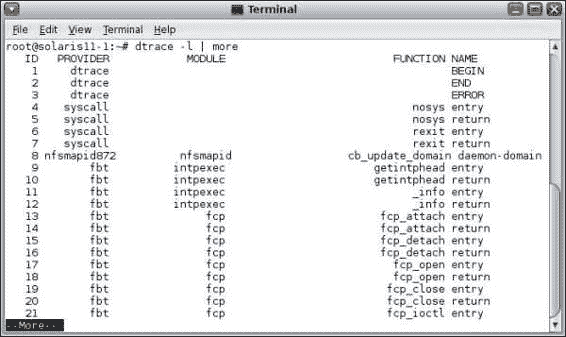 Terminal
File Edit View Terminal Help
root@solaris11-1:~# dtrace -l | more
ID PROVIDER MODULE FUNCTION NAME
1 dtrace BEGIN
2 dtrace END
3 dtrace ERROR
4 syscall nosys entry
5 syscall nosys return
6 syscall rexit entry
7 syscall rexit return
8 nfsmapid872 nfsmapid cb_update_domain daemon-domain
9 fbt intpexec getintphead entry
10 fbt intpexec getintphead return
11 fbt intpexec _info entry
12 fbt intpexec _info return
13 fbt fcp fcp_attach entry
14 fbt fcp fcp_attach return
15 fbt fcp fcp_detach entry
16 fbt fcp fcp_detach return
17 fbt fcp fcp_open entry
18 fbt fcp fcp_open return
19 fbt fcp fcp_close entry
20 fbt fcp fcp_close return
21 fbt fcp fcp_ioctl entry
--More--